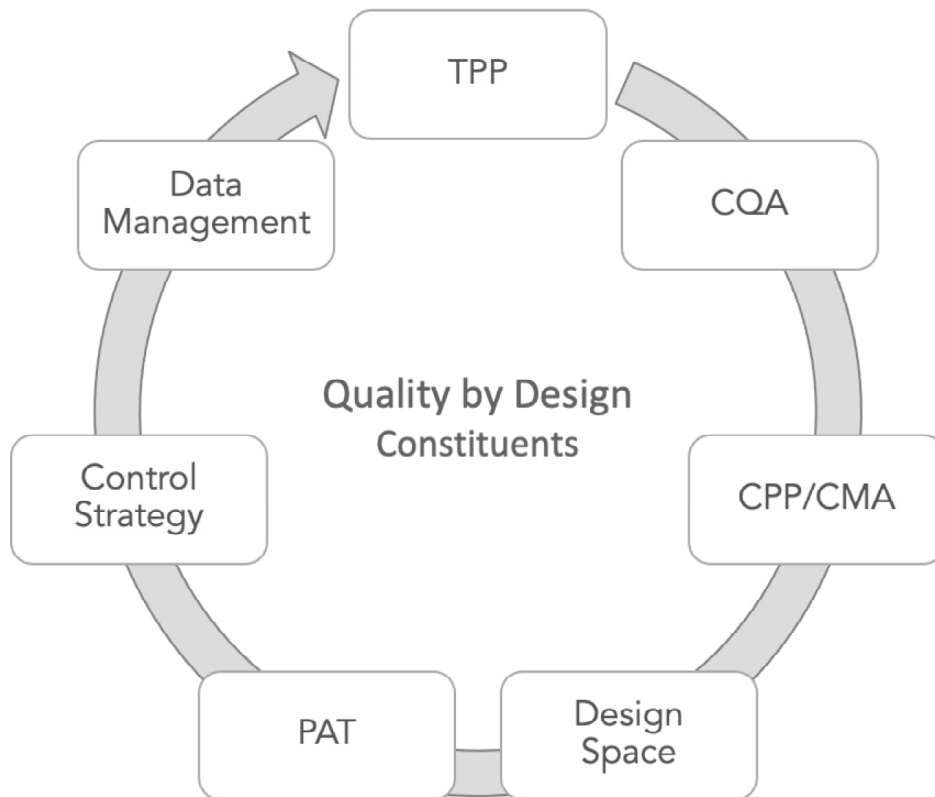 TPP
CQA
CPP/CMA
Design
Space
PAT
Control
Strategy
Data
Management
Quality by Design
Constituents